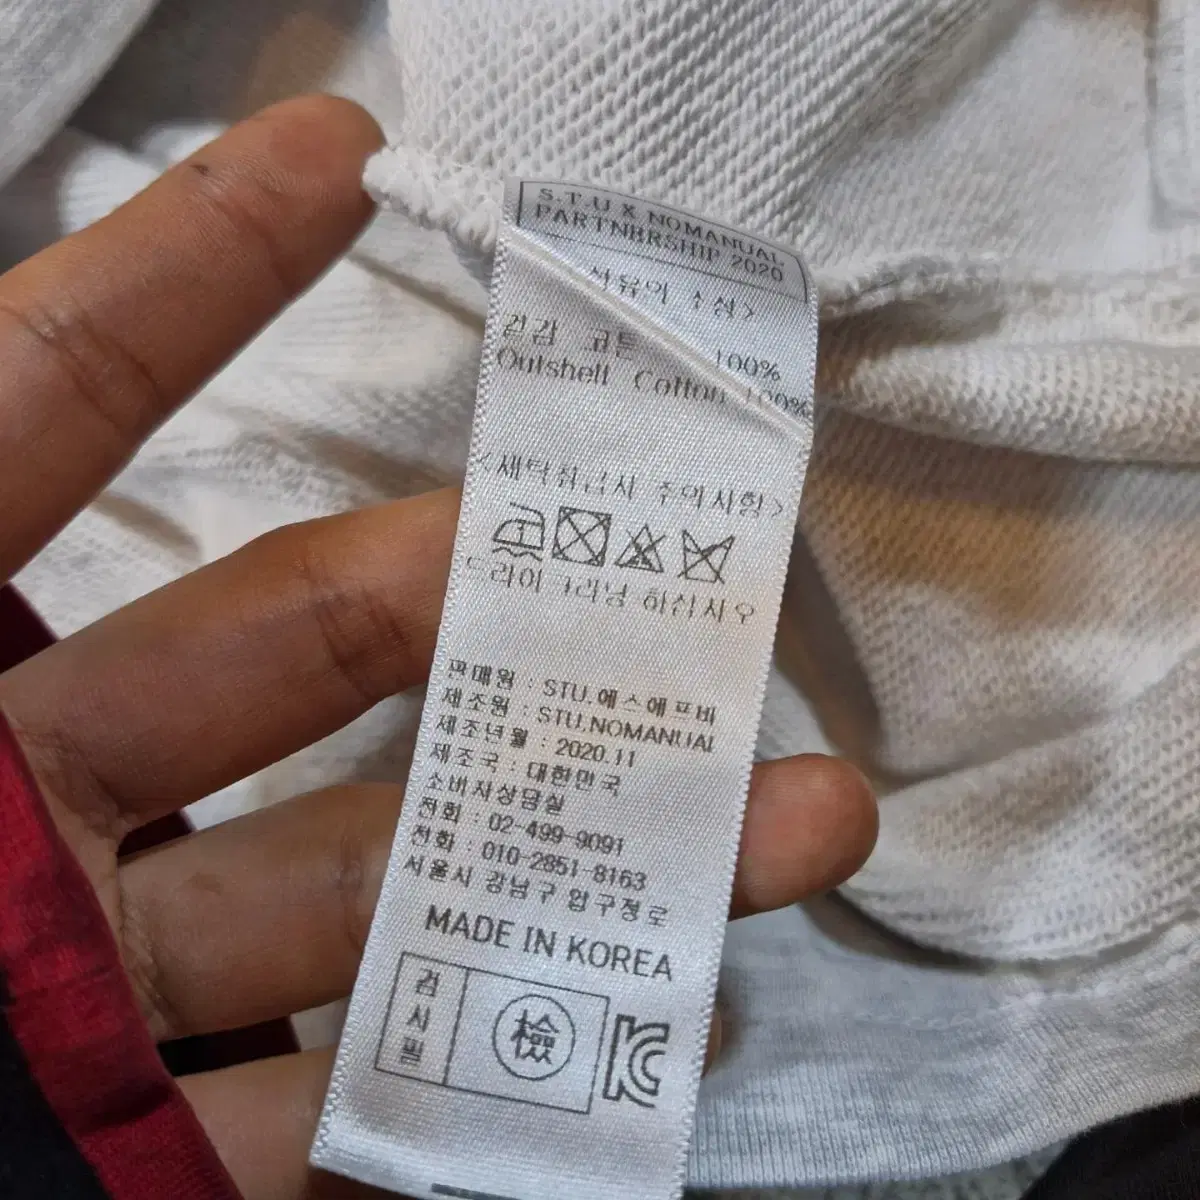 S.T.U X NOMANUAL
PARTNBRSHIP 2020
<섬유의 조성>
겉감 코튼 100%
Outshell Cotton 100%
<세탁취급시 주의사항>
드라이크리닝 하십시오
판매원 : STU.에스에프비
제조원 : STU.NOMANUAL
제조년월 : 2020.11
제조국 : 대한민국
소비자상담실
전화 : 02-499-9091
전화 : 010-2851-8163
서울시 강남구 압구정로
MADE IN KOREA
검사필
檢
KC